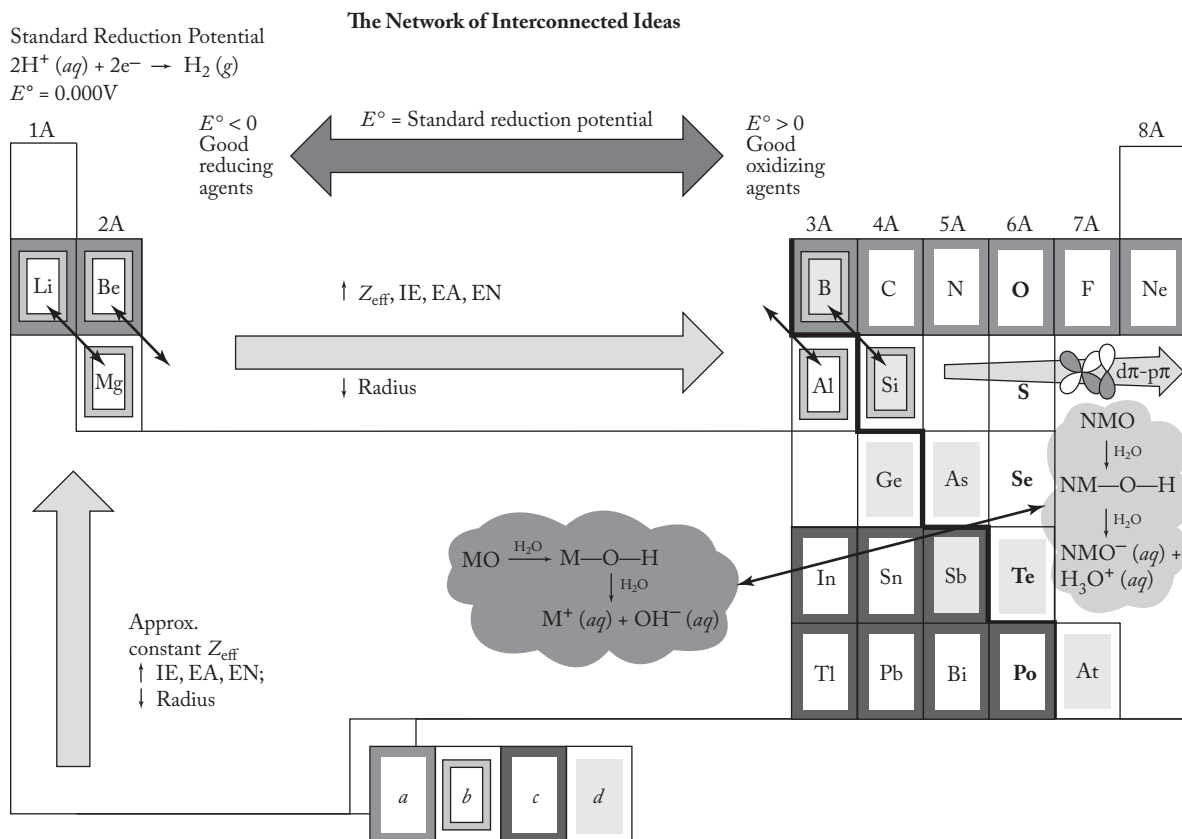 The Network of Interconnected Ideas
Standard Reduction Potential
2H⁺ (aq) + 2e⁻ → H₂ (g)
E° = 0.000V
1A
E° < 0
Good
reducing
agents
E° = Standard reduction potential
E° > 0
Good
oxidizing
agents
8A
2A
3A 4A 5A 6A 7A
Li Be
B C N O F Ne
↑ Z_eff, IE, EA, EN
↓ Radius
Mg
Al Si S
dπ-pπ
Ge As Se
NMO
↓ H₂O
NM—O—H
↓ H₂O
NMO⁻ (aq) +
H₃O⁺ (aq)
MO —H₂O→ M—O—H
↓ H₂O
M⁺ (aq) + OH⁻ (aq)
In Sn Sb Te
Approx.
constant Z_eff
↑ IE, EA, EN;
↓ Radius
Tl Pb Bi Po At
a b c d